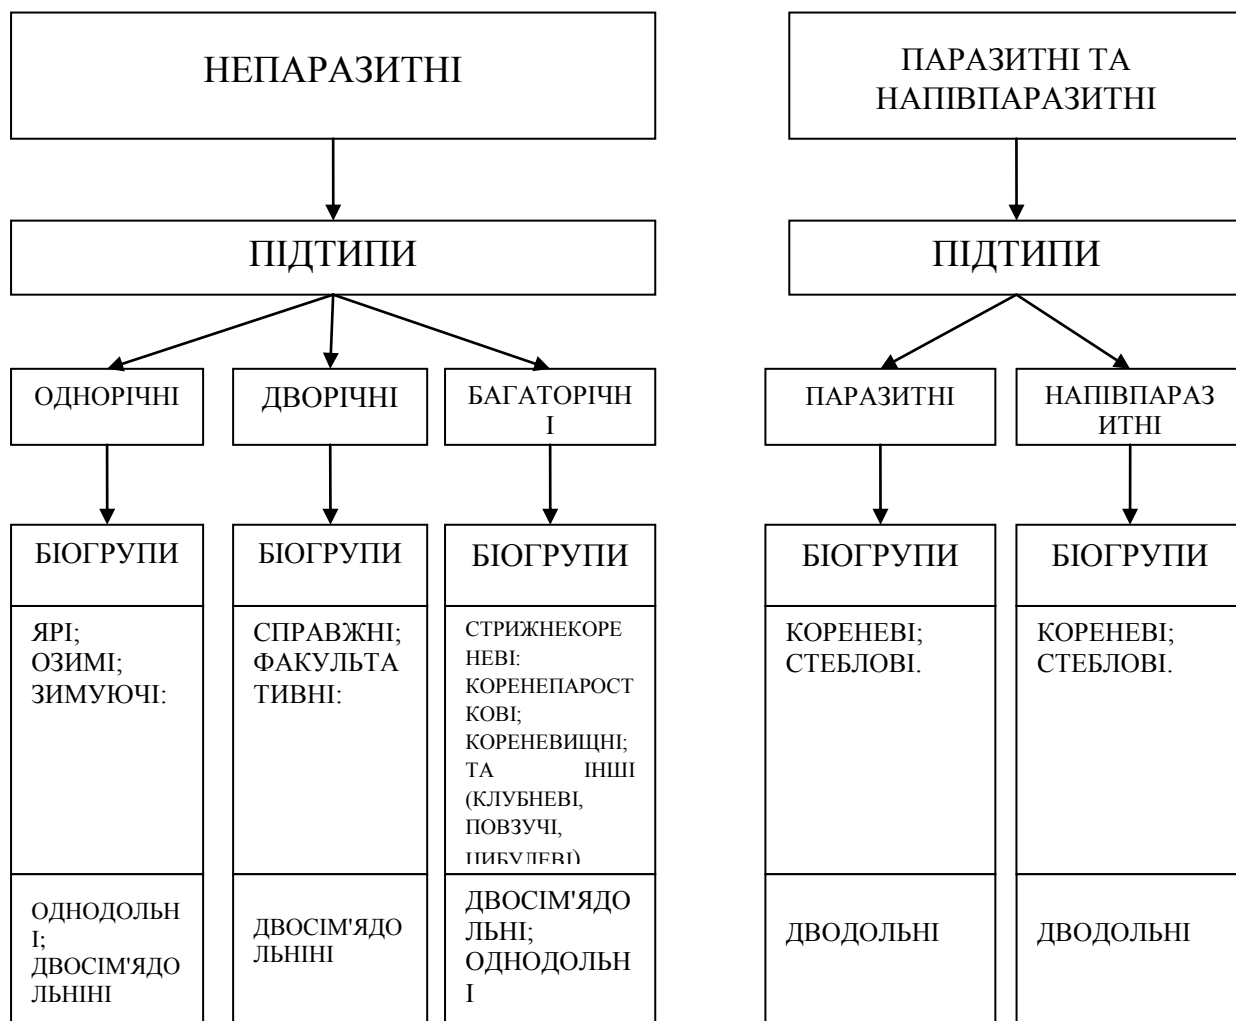 НЕПАРАЗИТНІ
ПАРАЗИТНІ ТА
НАПІВПАРАЗИТНІ
ПІДТИПИ
ПІДТИПИ
ОДНОРІЧНІ
ДВОРІЧНІ
БАГАТОРІЧН
І
ПАРАЗИТНІ
НАПІВПАРАЗ
ИТНІ
БІОГРУПИ
БІОГРУПИ
БІОГРУПИ
БІОГРУПИ
БІОГРУПИ
ЯРІ;
ОЗИМІ;
ЗИМУЮЧІ:
СПРАВЖНІ;
ФАКУЛЬТА
ТИВНІ:
СТРИЖНЕКОРЕ
НЕВІ:
КОРЕНЕПАРОСТ
КОВІ;
КОРЕНЕВИЩНІ;
ТА ІНШІ
(КЛУБНЕВІ,
ПОВЗУЧІ,
ЦИБУЛЕВІ)
КОРЕНЕВІ;
СТЕБЛОВІ.
КОРЕНЕВІ;
СТЕБЛОВІ.
ОДНОДОЛЬН
І;
ДВОСІМ'ЯДО
ЛЬНІНІ
ДВОСІМ'ЯДО
ЛЬНІНІ
ДВОСІМ'ЯДО
ЛЬНІ;
ОДНОДОЛЬН
І
ДВОДОЛЬНІ
ДВОДОЛЬНІ